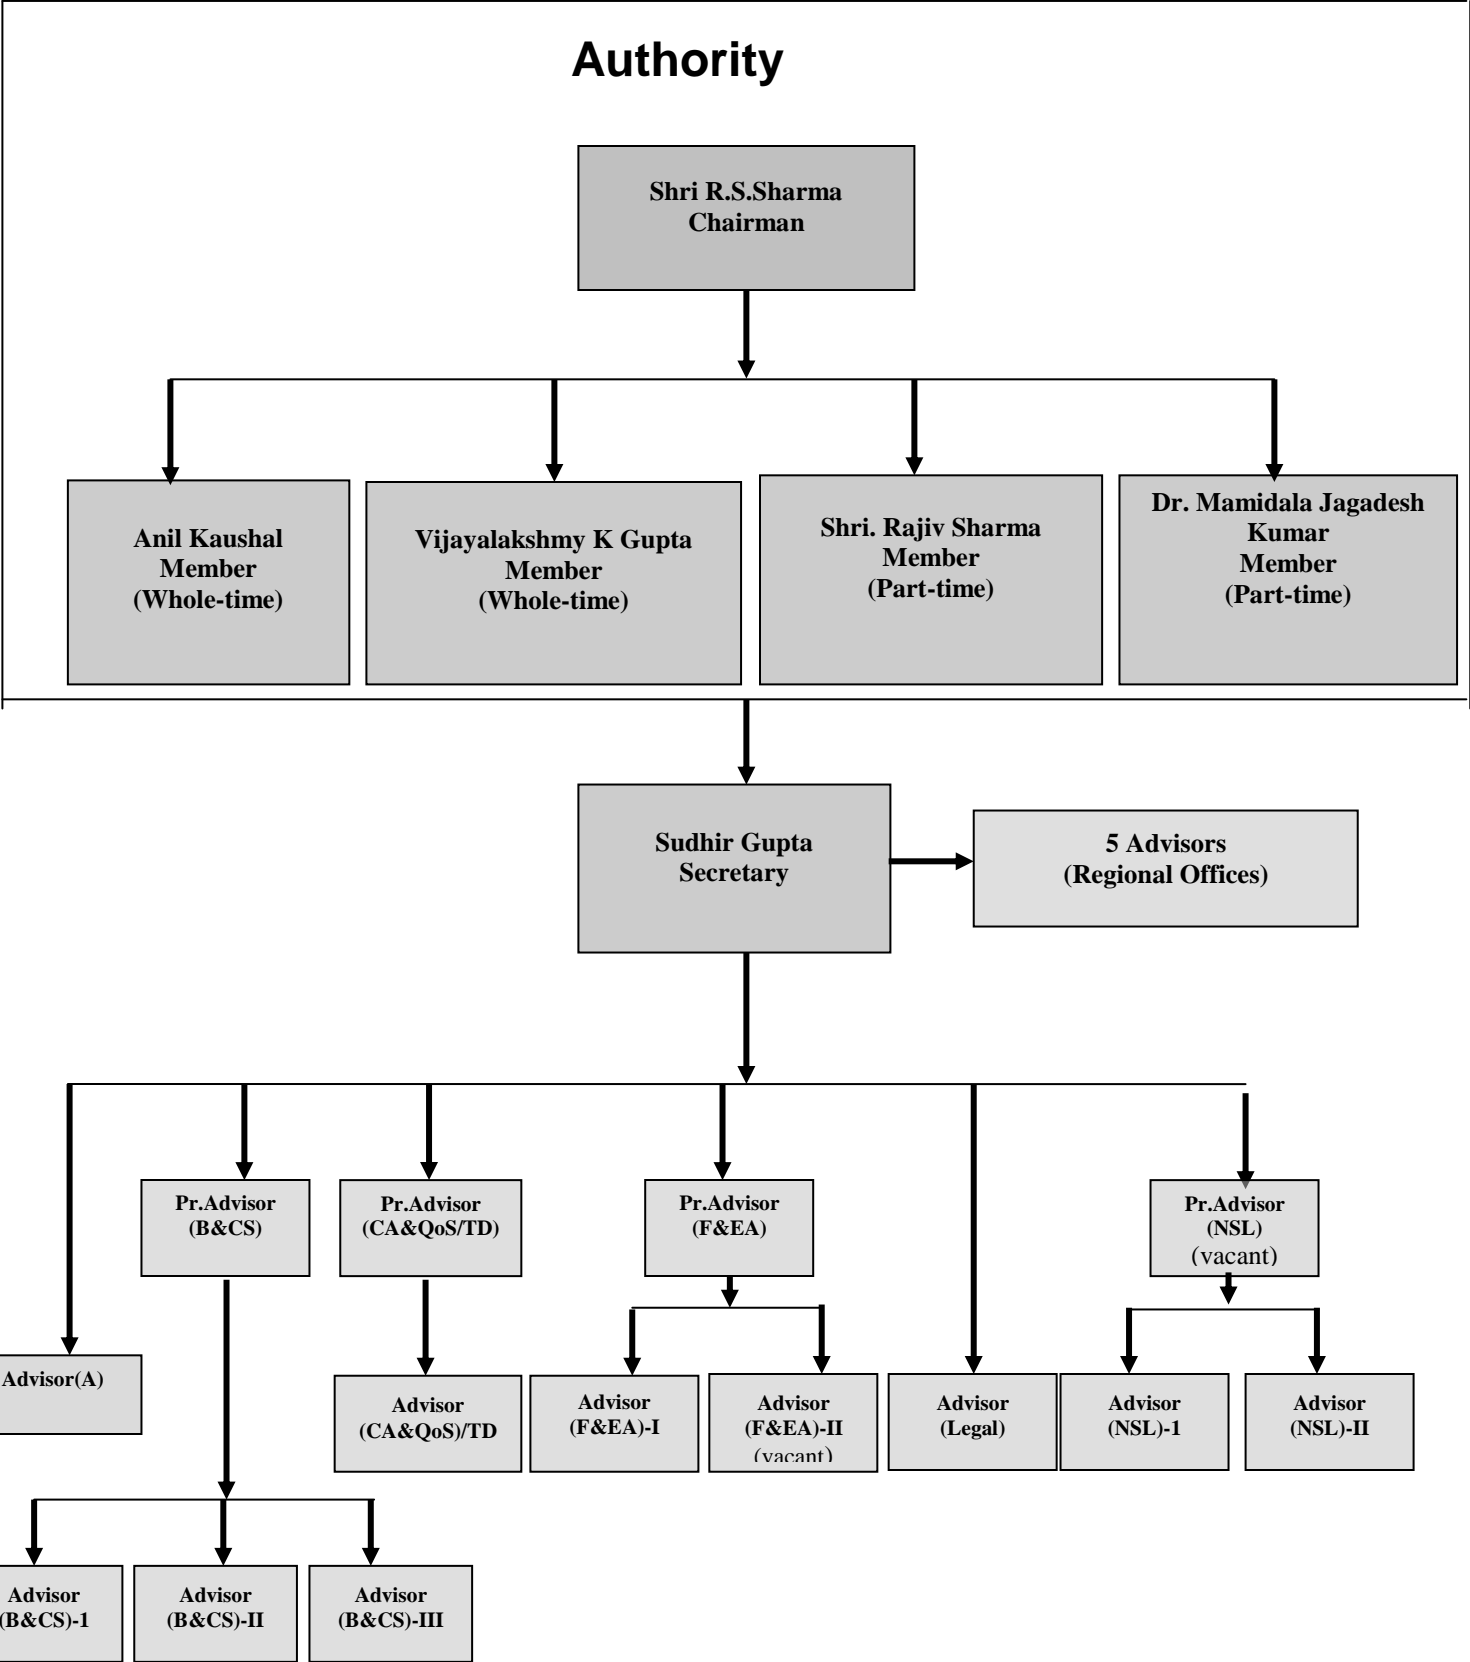 Authority
Shri R.S.Sharma
Chairman
Anil Kaushal
Member
(Whole-time)
Vijayalakshmy K Gupta
Member
(Whole-time)
Shri. Rajiv Sharma
Member
(Part-time)
Dr. Mamidala Jagadesh
Kumar
Member
(Part-time)
Sudhir Gupta
Secretary
5 Advisors
(Regional Offices)
Pr.Advisor
(B&CS)
Pr.Advisor
(CA&QoS/TD)
Pr.Advisor
(F&EA)
Pr.Advisor
(NSL)
(vacant)
Advisor(A)
Advisor
(CA&QoS)/TD
Advisor
(F&EA)-I
Advisor
(F&EA)-II
(vacant)
Advisor
(Legal)
Advisor
(NSL)-1
Advisor
(NSL)-II
Advisor
(B&CS)-1
Advisor
(B&CS)-II
Advisor
(B&CS)-III